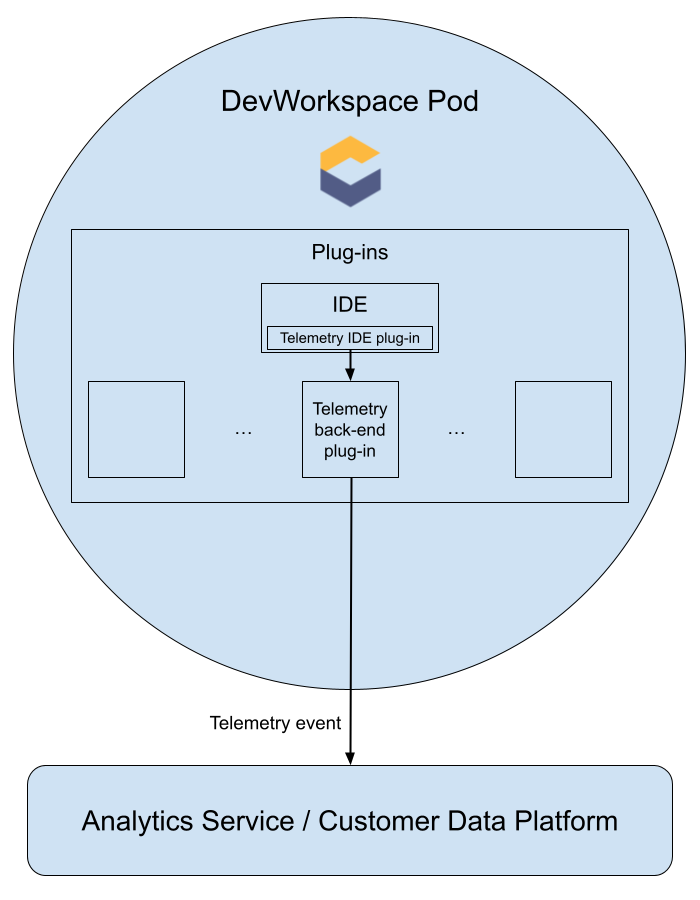 DevWorkspace Pod
Plug-ins
IDE
Telemetry IDE plug-in
...
Telemetry
back-end
plug-in
...
Telemetry event
Analytics Service / Customer Data Platform